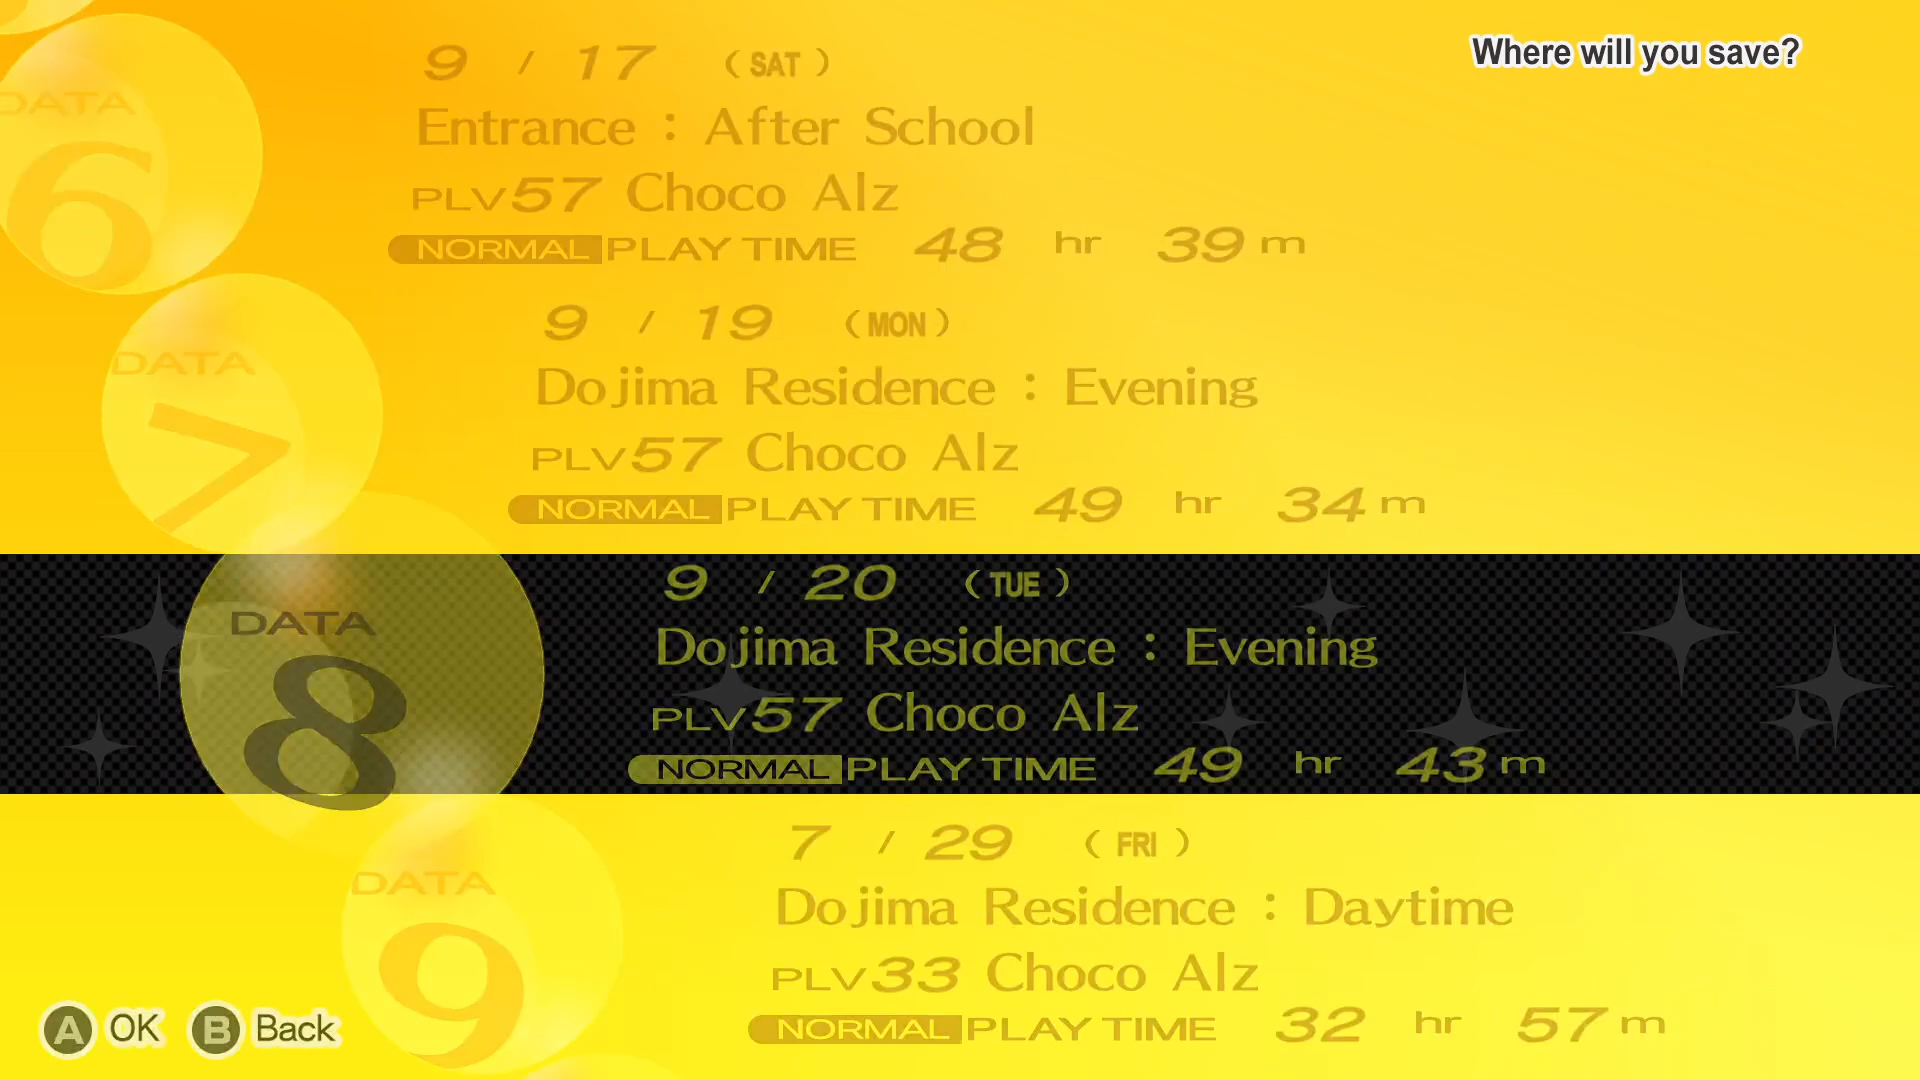 Where will you save?
DATA
6
9 / 17 (SAT)
Entrance : After School
PLV57 Choco Alz
NORMAL PLAY TIME 48 hr 39 m
DATA
7
9 / 19 (MON)
Dojima Residence : Evening
PLV57 Choco Alz
NORMAL PLAY TIME 49 hr 34 m
DATA
8
9 / 20 (TUE)
Dojima Residence : Evening
PLV57 Choco Alz
NORMAL PLAY TIME 49 hr 43 m
DATA
9
7 / 29 (FRI)
Dojima Residence : Daytime
PLV33 Choco Alz
NORMAL PLAY TIME 32 hr 57 m
A OK B Back